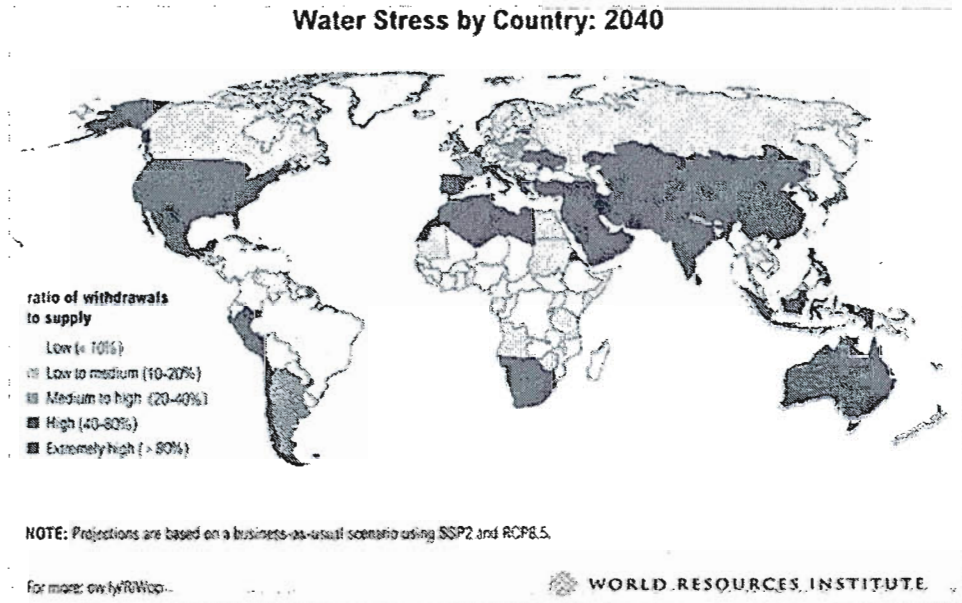 Water Stress by Country: 2040
ratio of withdrawals
to supply
Low (< 10%)
Low to medium (10-20%)
Medium to high (20-40%)
High (40-80%)
Extremely high (> 80%)
NOTE: Projections are based on a business-as-usual scenario using SSP2 and RCP8.5.
For more:
WORLD RESOURCES INSTITUTE